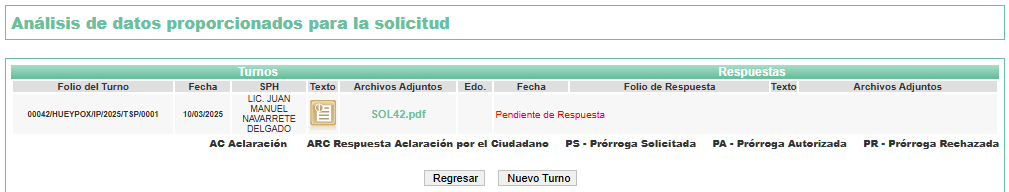 Análisis de datos proporcionados para la solicitud
Turnos Respuestas
Folio del Turno Fecha SPH Texto Archivos Adjuntos Edo. Fecha Folio de Respuesta Texto Archivos Adjuntos
00042/HUEYPOX/IP/2025/TSP/0001 10/03/2025 LIC. JUAN MANUEL NAVARRETE DELGADO SOL42.pdf Pendiente de Respuesta
AC Aclaración ARC Respuesta Aclaración por el Ciudadano PS - Prórroga Solicitada PA - Prórroga Autorizada PR - Prórroga Rechazada
Regresar Nuevo Turno